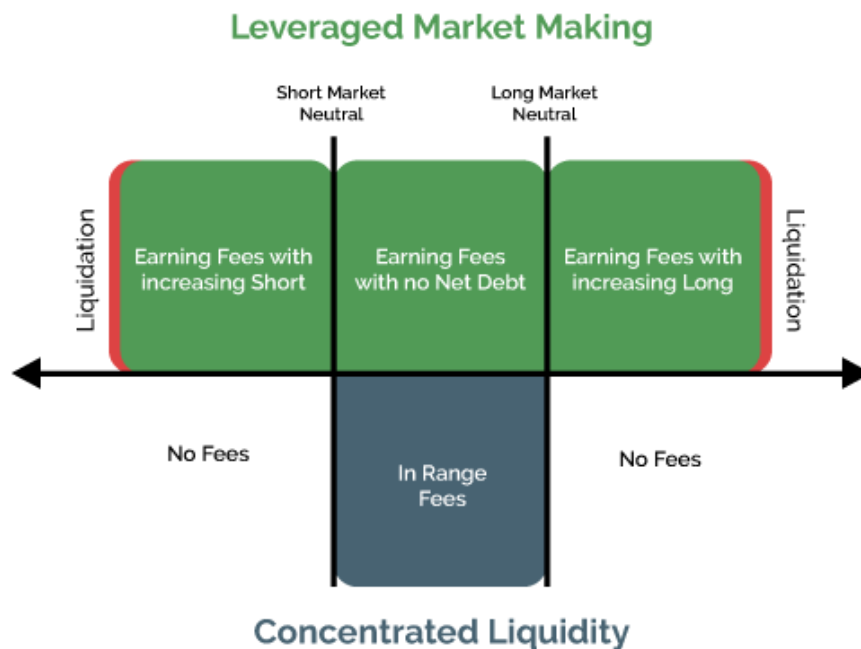 Leveraged Market Making
Short Market
Neutral
Long Market
Neutral
Liquidation
Earning Fees with
increasing Short
Earning Fees
with no Net Debt
Earning Fees with
increasing Long
Liquidation
No Fees
In Range
Fees
No Fees
Concentrated Liquidity